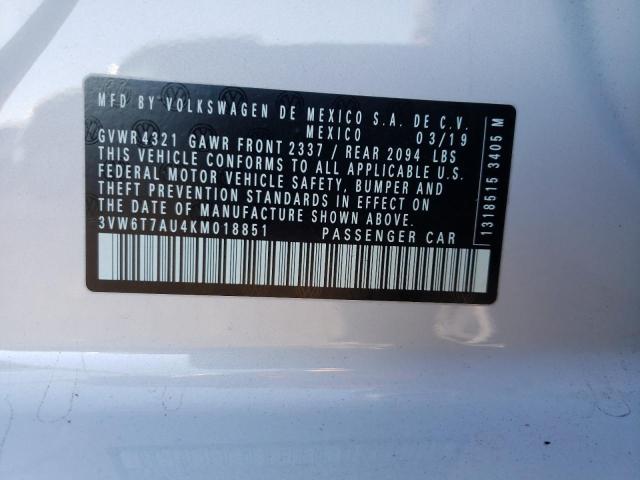 MFD BY VOLKSWAGEN DE MEXICO S.A. DE C.V.
MEXICO 03/19
GVWR4321 GAWR FRONT 2337 / REAR 2094 LBS
THIS VEHICLE CONFORMS TO ALL APPLICABLE
FEDERAL MOTOR VEHICLE SAFETY, BUMPER AND
THEFT PREVENTION STANDARDS IN EFFECT ON
THE DATE OF MANUFACTURE SHOWN ABOVE.
3VW6T7AU4KM018851 PASSENGER CAR
1318515 3405 M